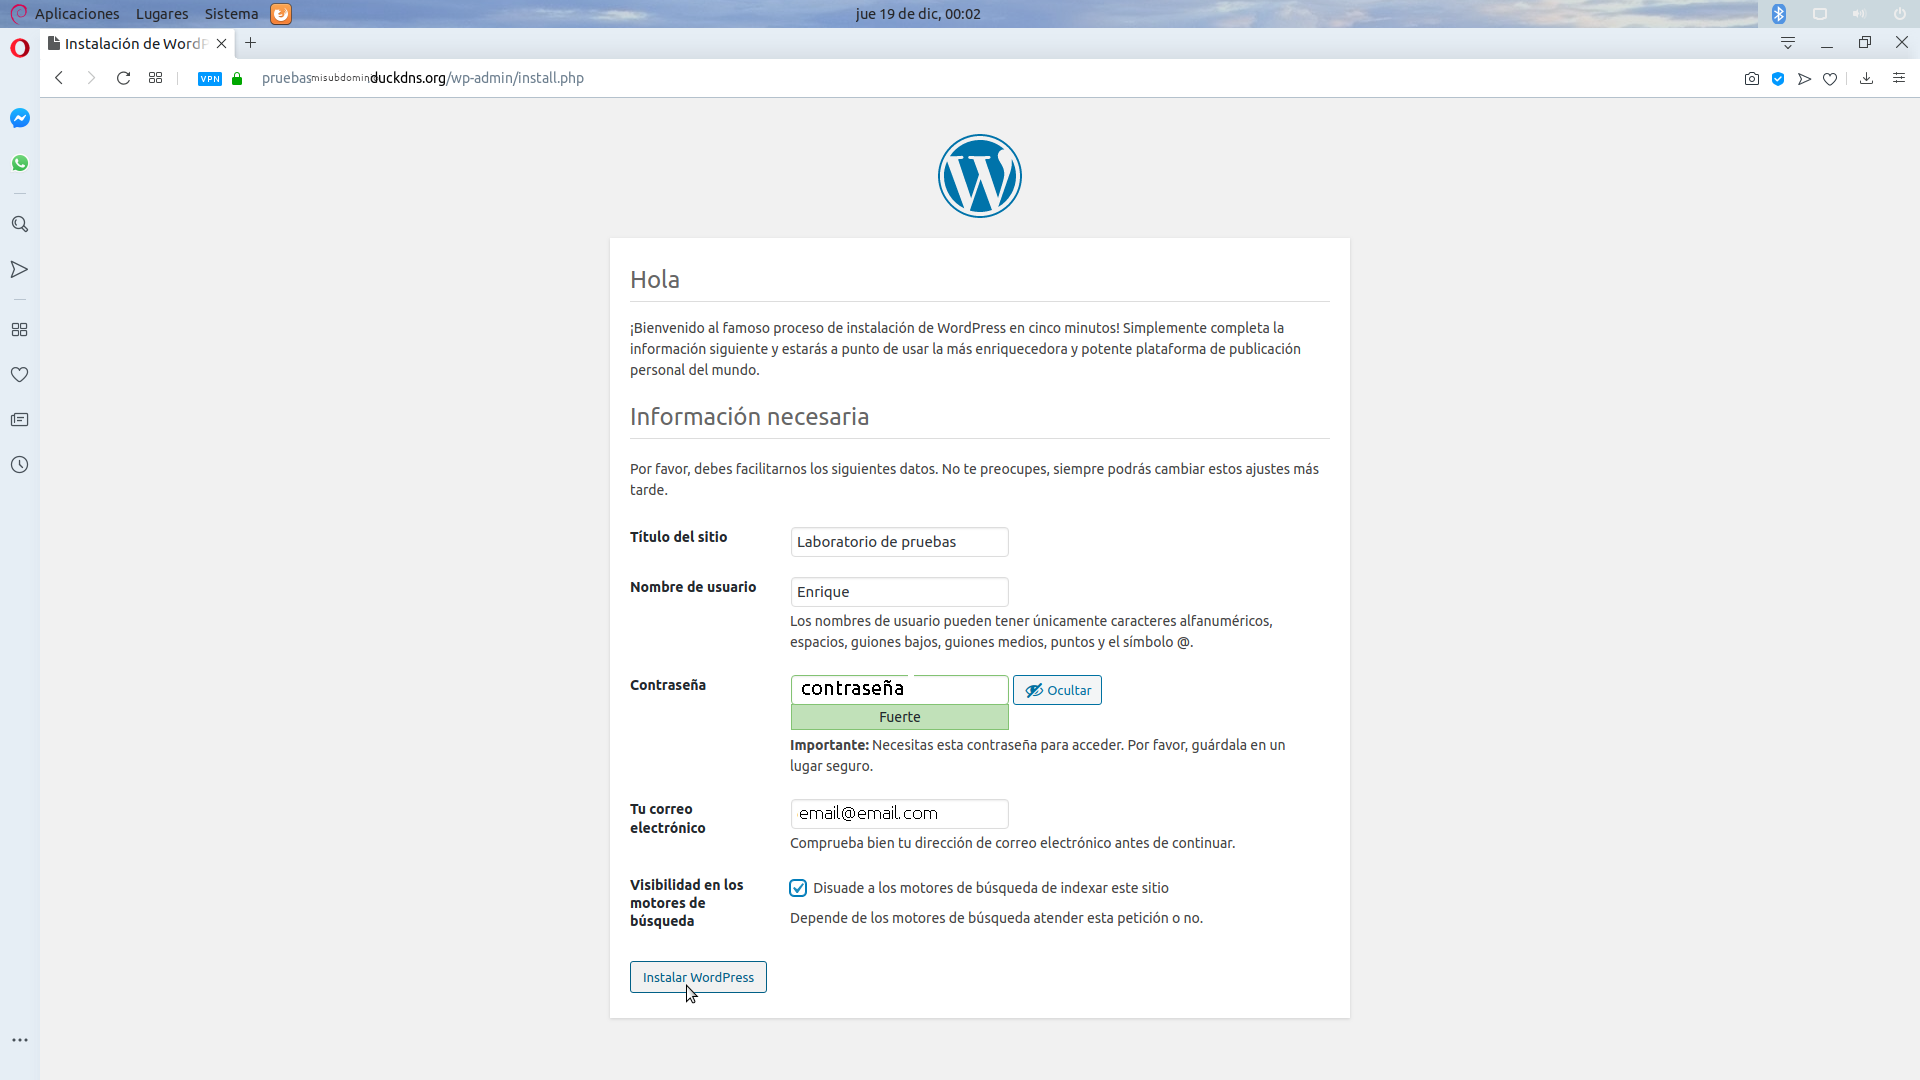 Aplicaciones Lugares Sistema
jue 19 de dic, 00:02
Instalación de WordP
VPN
pruebasmisubdominduckdns.org/wp-admin/install.php
Hola
¡Bienvenido al famoso proceso de instalación de WordPress en cinco minutos! Simplemente completa la
información siguiente y estarás a punto de usar la más enriquecedora y potente plataforma de publicación
personal del mundo.
Información necesaria
Por favor, debes facilitarnos los siguientes datos. No te preocupes, siempre podrás cambiar estos ajustes más
tarde.
Título del sitio
Laboratorio de pruebas
Nombre de usuario
Enrique
Los nombres de usuario pueden tener únicamente caracteres alfanuméricos,
espacios, guiones bajos, guiones medios, puntos y el símbolo @.
Contraseña
contraseña
Ocultar
Fuerte
Importante: Necesitas esta contraseña para acceder. Por favor, guárdala en un
lugar seguro.
Tu correo
electrónico
email@email.com
Comprueba bien tu dirección de correo electrónico antes de continuar.
Visibilidad en los
motores de
búsqueda
Disuade a los motores de búsqueda de indexar este sitio
Depende de los motores de búsqueda atender esta petición o no.
Instalar WordPress